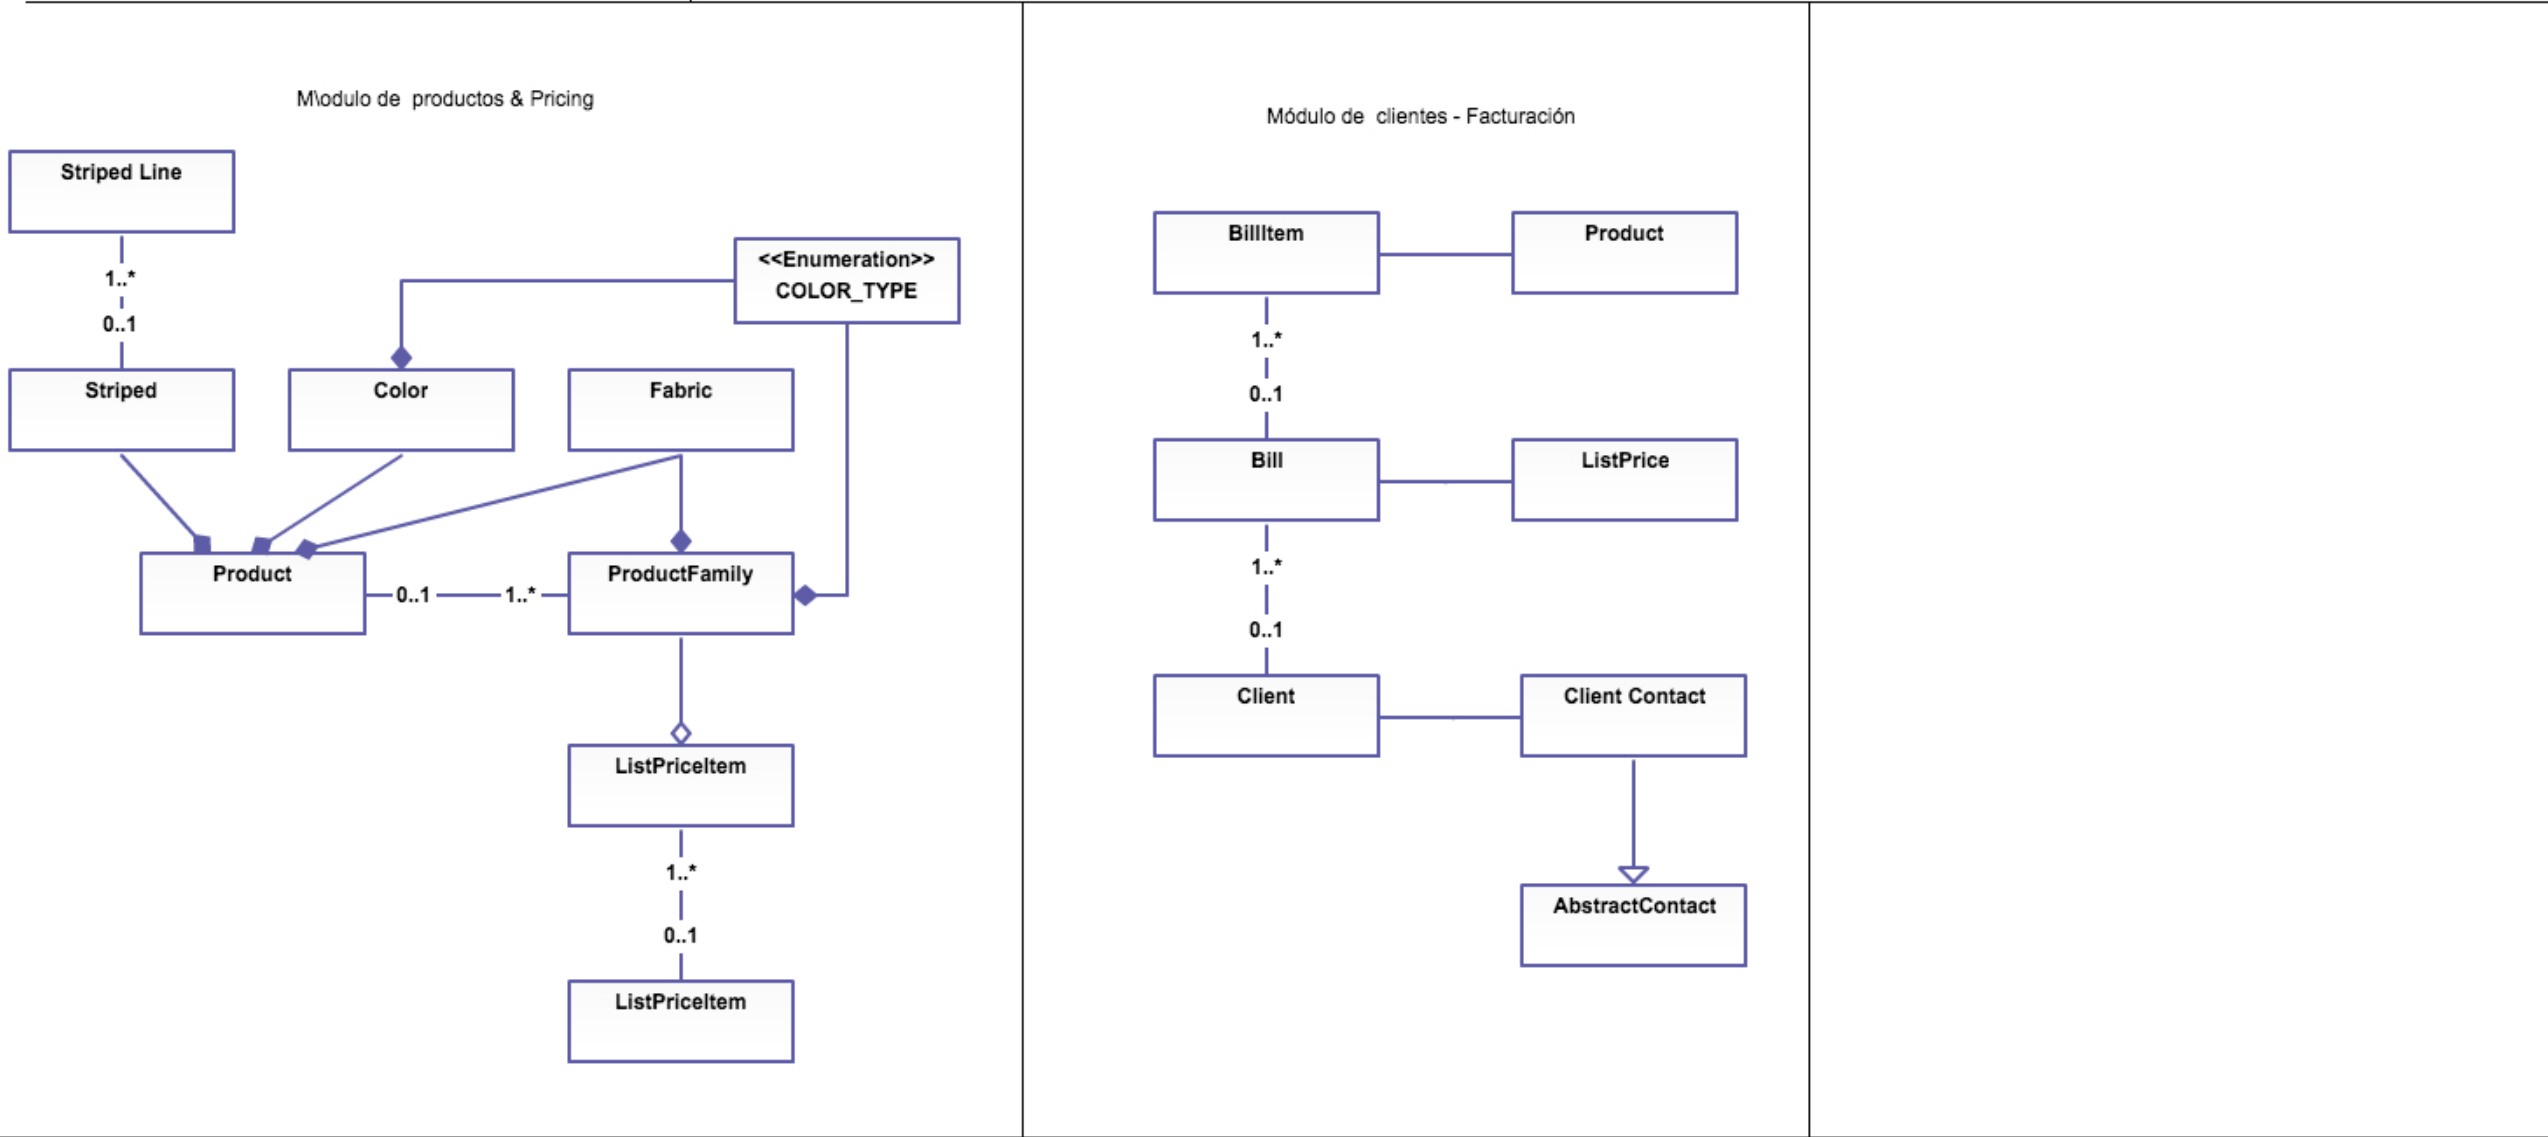 M\odulo de  productos & Pricing
Striped Line
1..*
0..1
<<Enumeration>>
COLOR_TYPE
Striped
Color
Fabric
Product
0..1
1..*
ProductFamily
ListPriceItem
1..*
0..1
ListPriceItem
Módulo de  clientes - Facturación
BillItem
Product
1..*
0..1
Bill
ListPrice
1..*
0..1
Client
Client Contact
AbstractContact